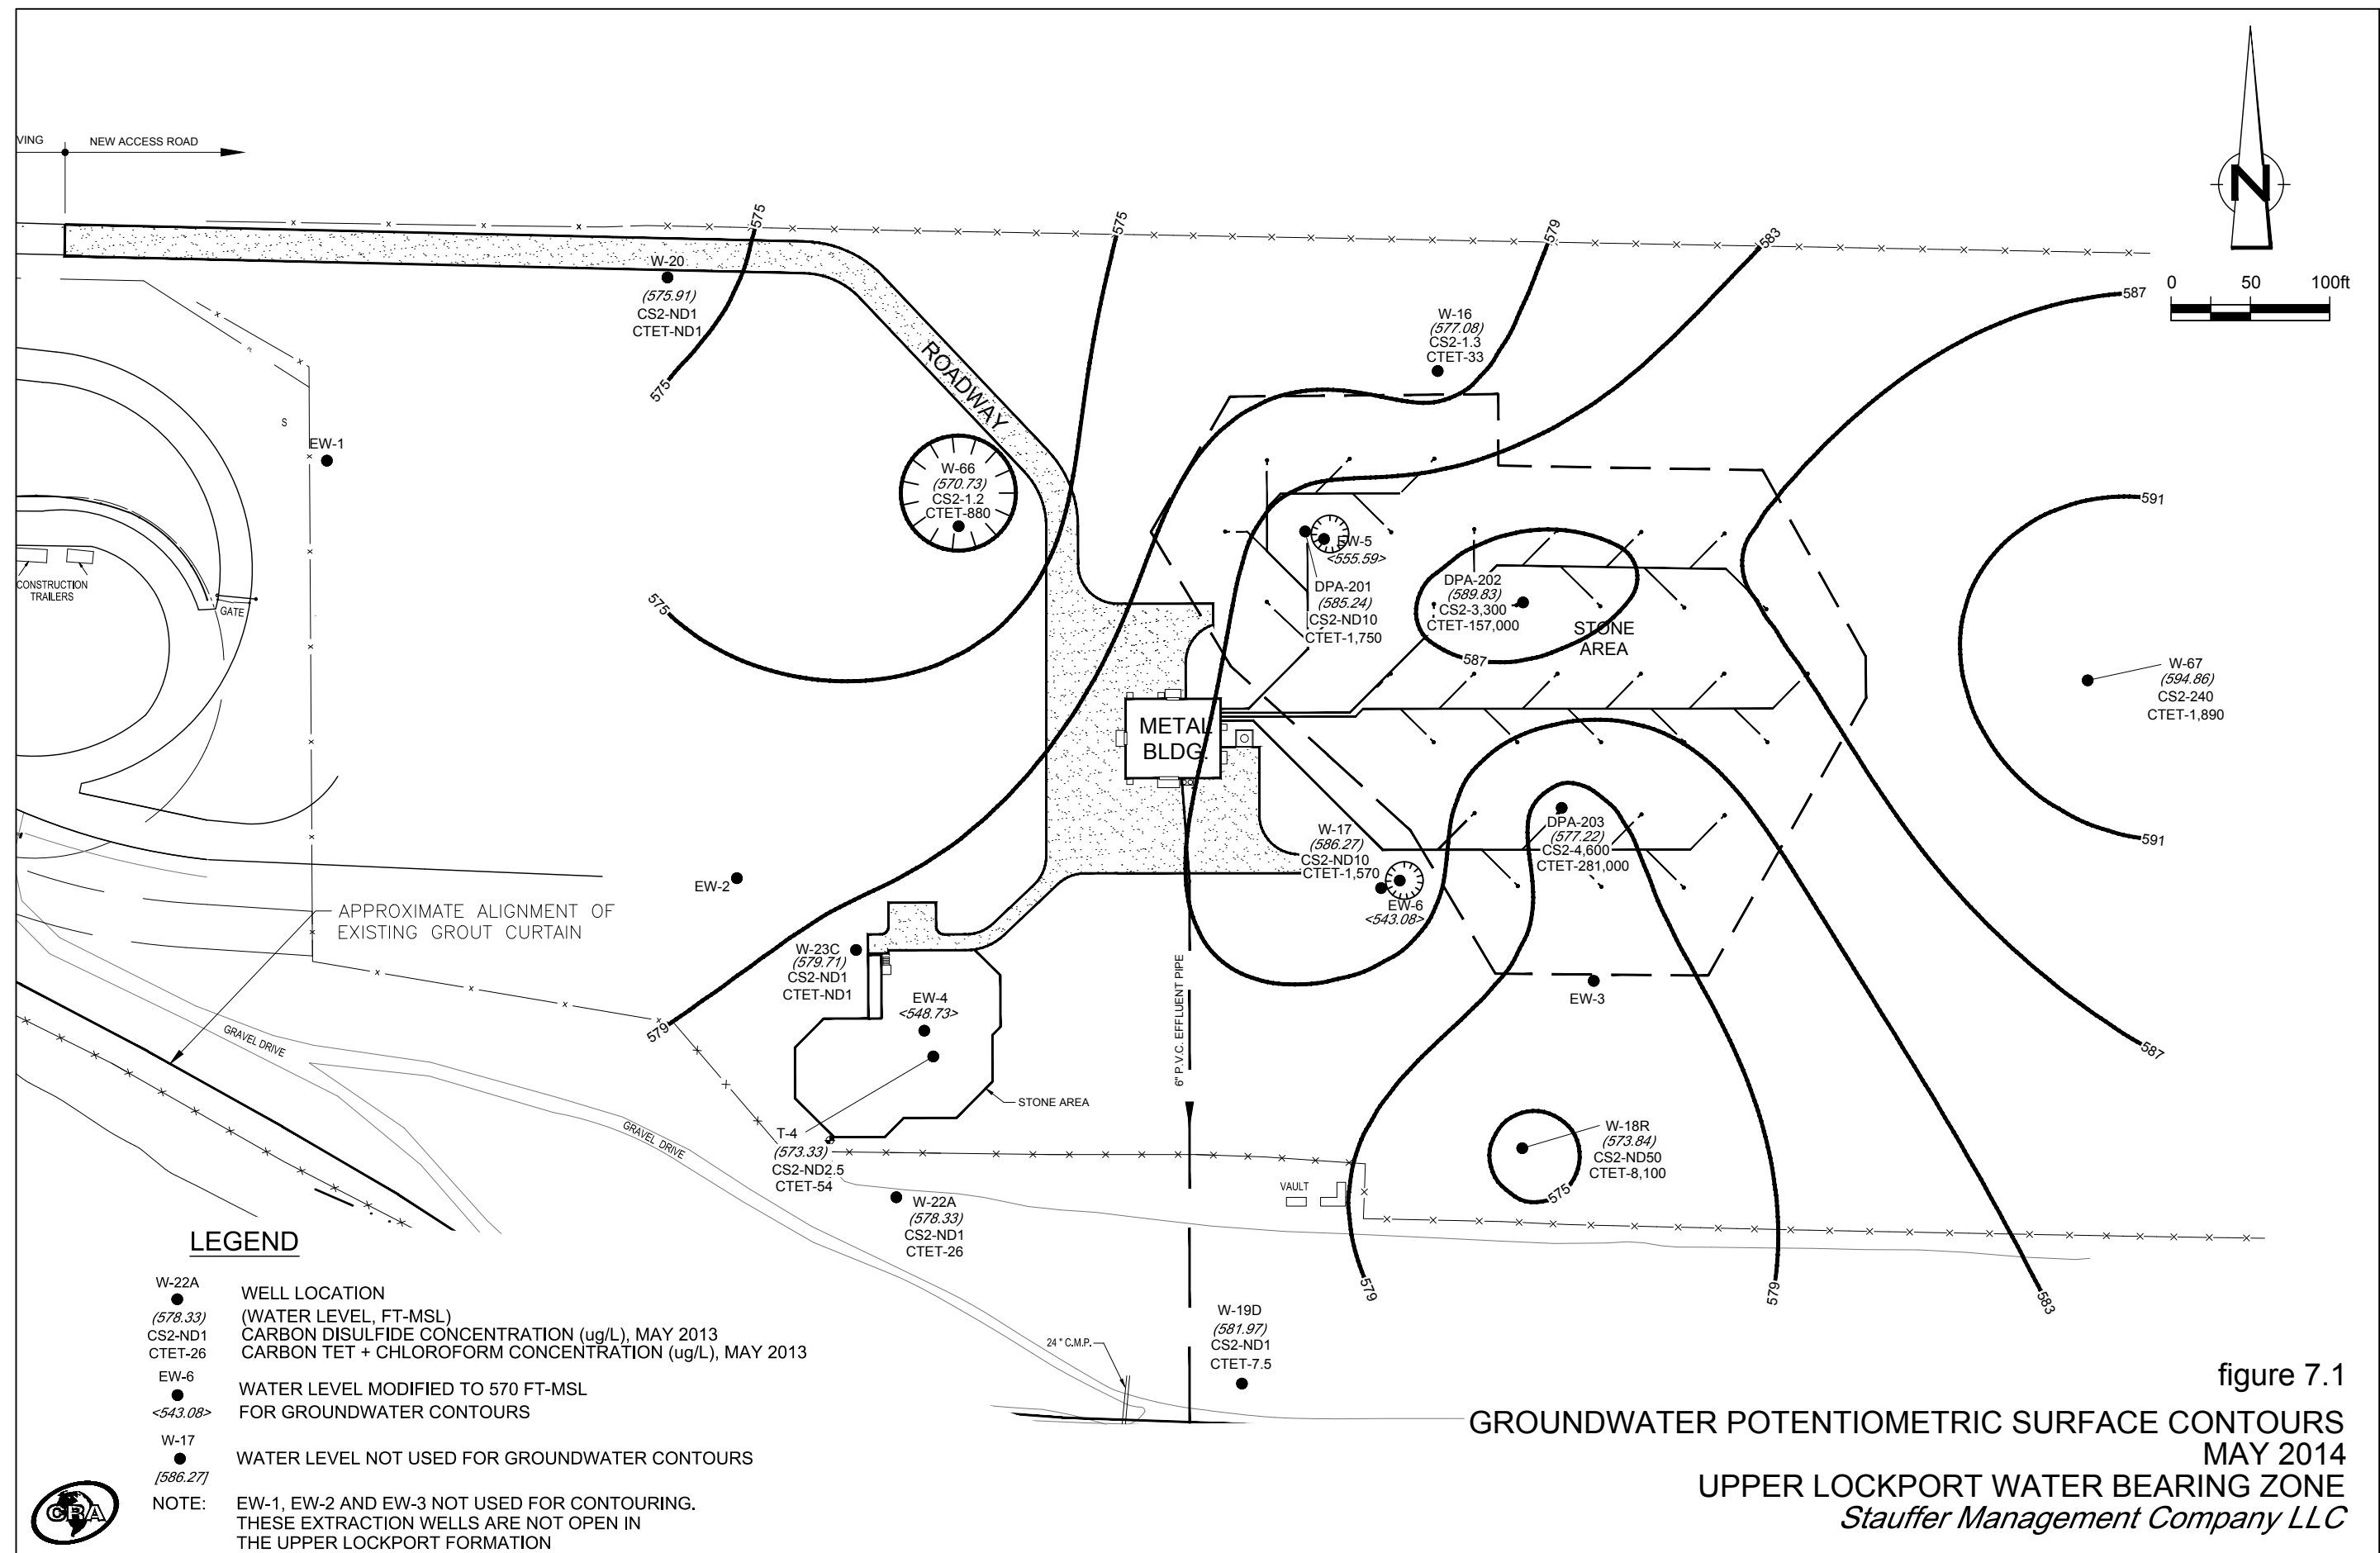 VING
NEW ACCESS ROAD
N
0 50 100ft
575
575
579
583
587
W-20
(575.91)
CS2-ND1
CTET-ND1
575
W-16
(577.08)
CS2-1.3
CTET-33
ROADWAY
S
EW-1
W-66
(570.73)
CS2-1.2
CTET-880
591
EW-5
<555.59>
DPA-201
(585.24)
CS2-ND10
CTET-1,750
DPA-202
(589.83)
CS2-3,300
CTET-157,000
587
STONE
AREA
CONSTRUCTION
TRAILERS
GATE
575
W-67
(594.86)
CS2-240
CTET-1,890
METAL
BLDG.
591
W-17
(586.27)
CS2-ND10
CTET-1,570
DPA-203
(577.22)
CS2-4,600
CTET-281,000
EW-6
<543.08>
EW-2
APPROXIMATE ALIGNMENT OF
EXISTING GROUT CURTAIN
W-23C
(579.71)
CS2-ND1
CTET-ND1
EW-4
<548.73>
EW-3
6" P.V.C. EFFLUENT PIPE
579
587
GRAVEL DRIVE
STONE AREA
GRAVEL DRIVE
T-4
(573.33)
CS2-ND2.5
CTET-54
W-18R
(573.84)
CS2-ND50
CTET-8,100
575
VAULT
W-22A
(578.33)
CS2-ND1
CTET-26
579
579
583
W-19D
(581.97)
CS2-ND1
CTET-7.5
24" C.M.P.
LEGEND
W-22A
WELL LOCATION
(578.33) (WATER LEVEL, FT-MSL)
CS2-ND1 CARBON DISULFIDE CONCENTRATION (ug/L), MAY 2013
CTET-26 CARBON TET + CHLOROFORM CONCENTRATION (ug/L), MAY 2013
EW-6
WATER LEVEL MODIFIED TO 570 FT-MSL
<543.08> FOR GROUNDWATER CONTOURS
W-17
WATER LEVEL NOT USED FOR GROUNDWATER CONTOURS
[586.27]
NOTE: EW-1, EW-2 AND EW-3 NOT USED FOR CONTOURING.
THESE EXTRACTION WELLS ARE NOT OPEN IN
THE UPPER LOCKPORT FORMATION
CRA
figure 7.1
GROUNDWATER POTENTIOMETRIC SURFACE CONTOURS
MAY 2014
UPPER LOCKPORT WATER BEARING ZONE
Stauffer Management Company LLC